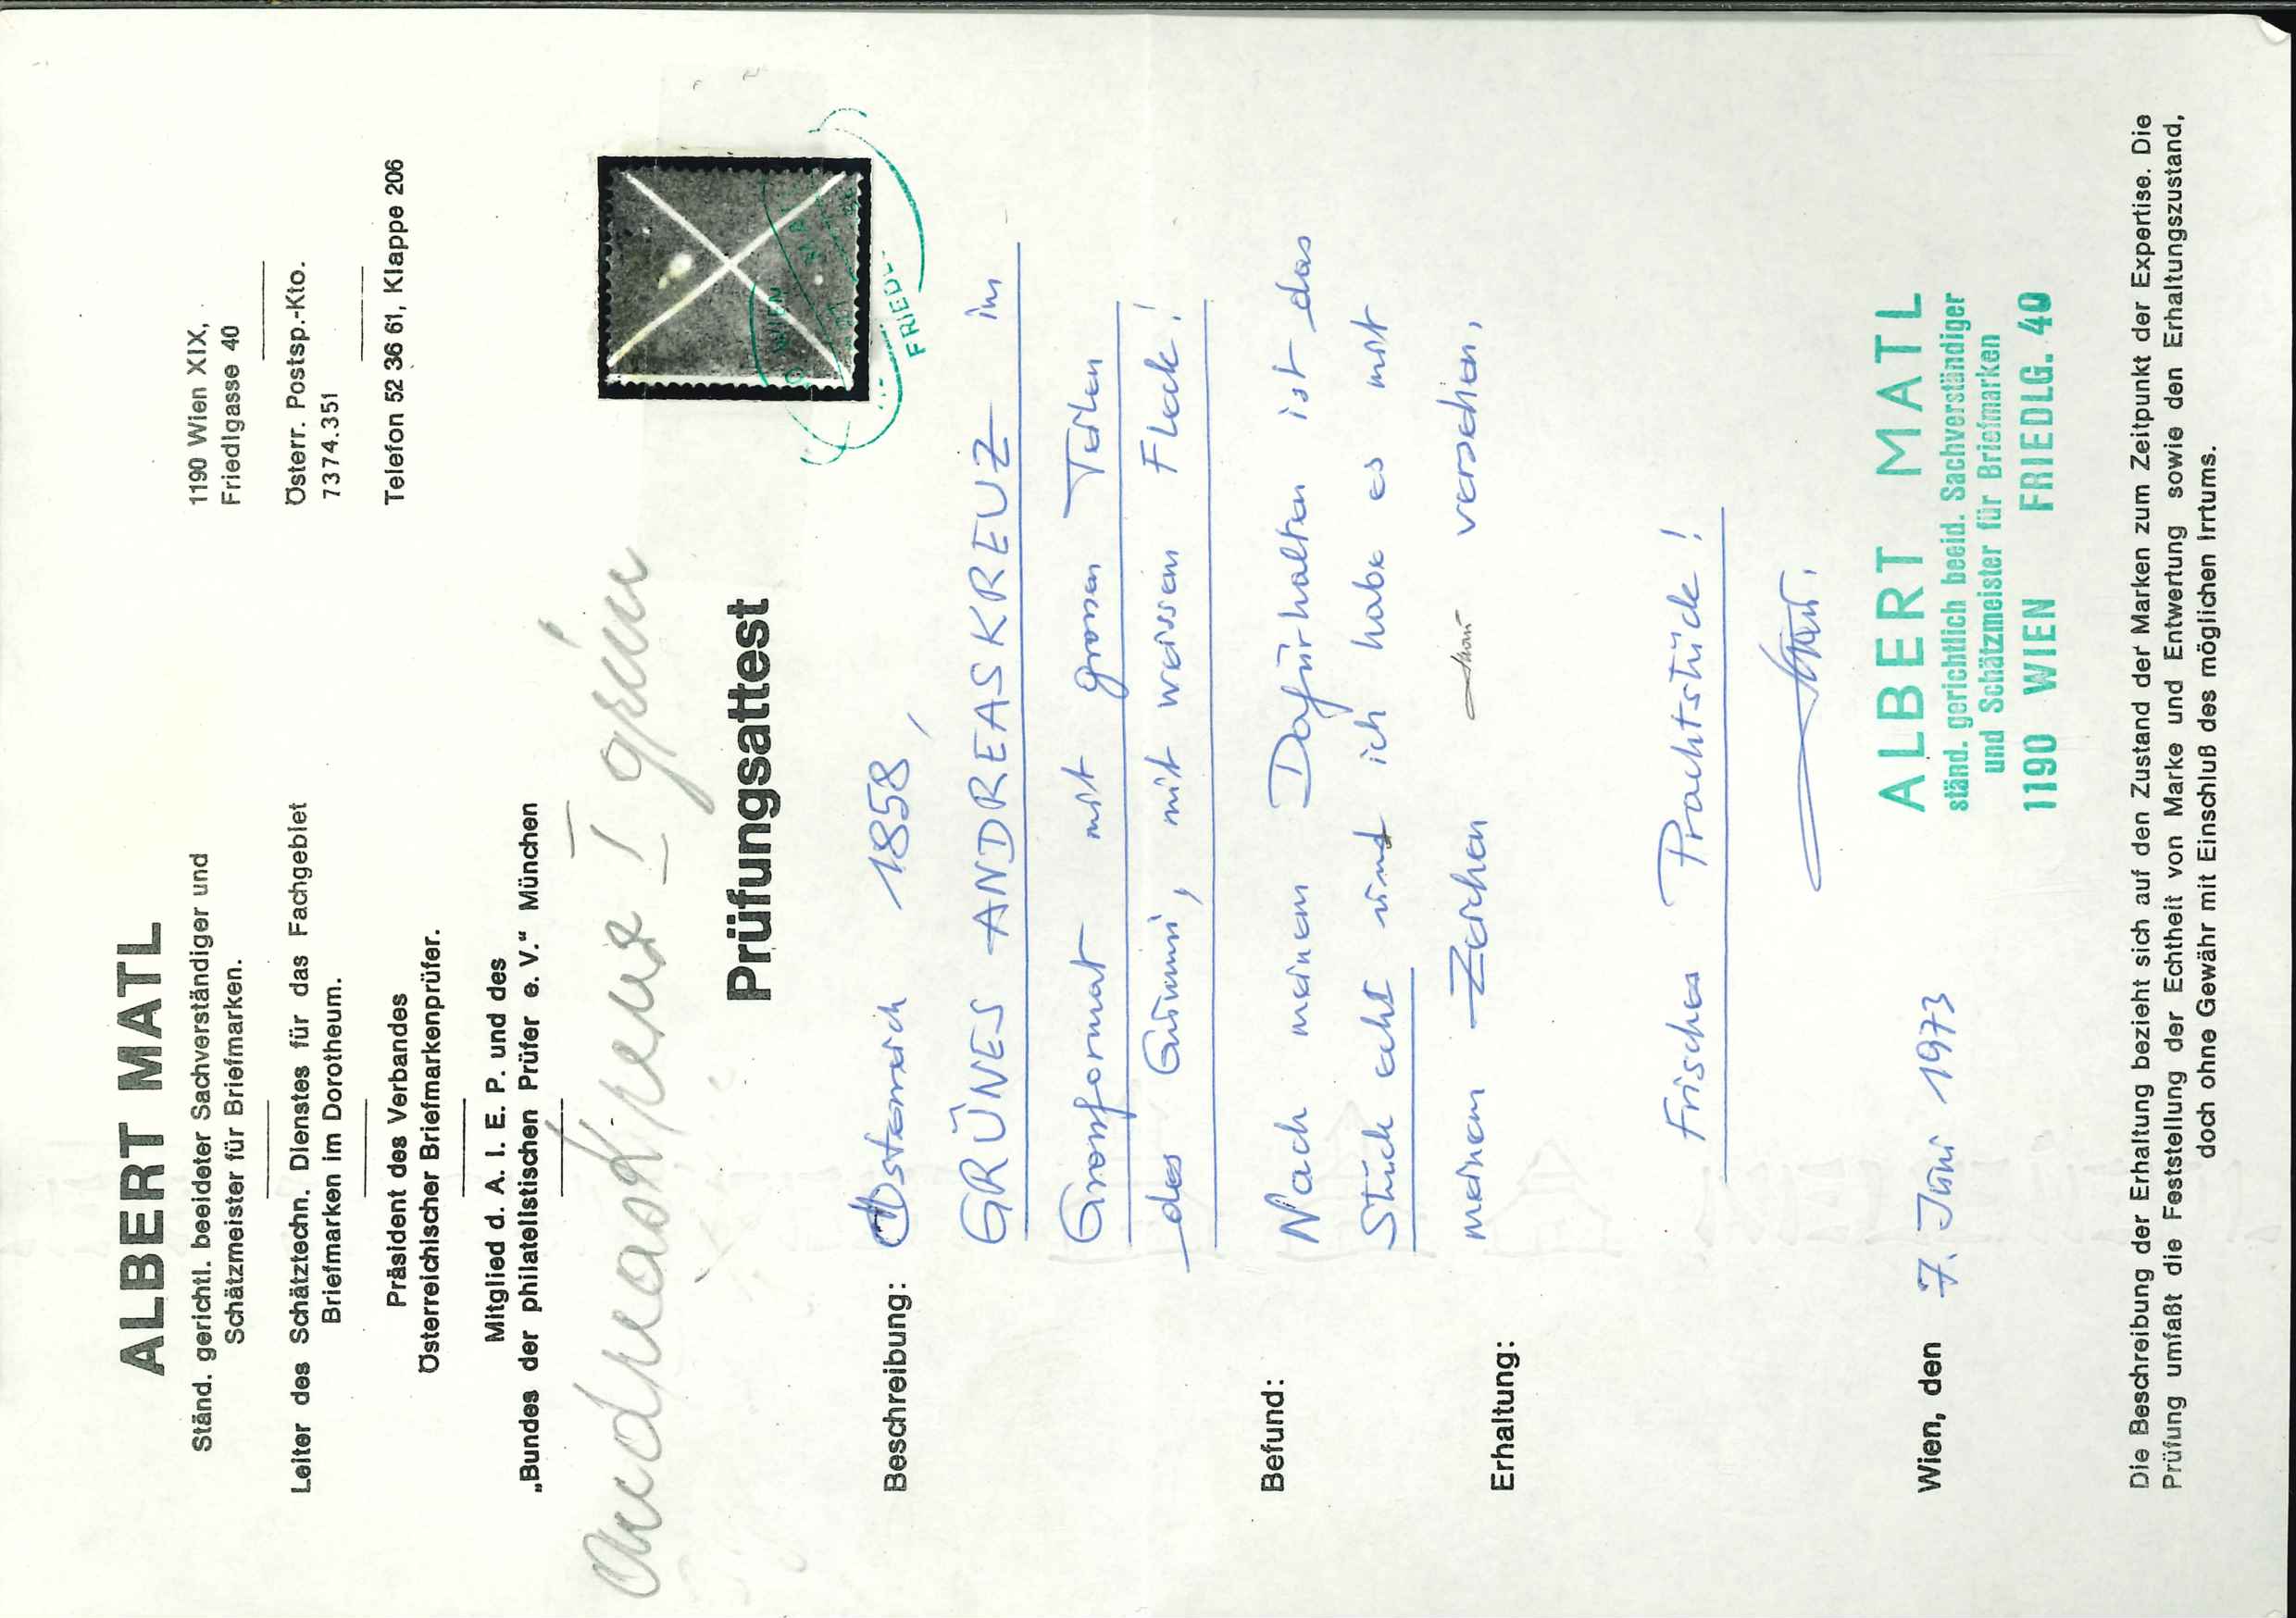 ALBERT MATL
Ständ. gerichtl. beeideter Sachverständiger und
Schätzmeister für Briefmarken.
Leiter des Schätztechn. Dienstes für das Fachgebiet
Briefmarken im Dorotheum.
Präsident des Verbandes
Österreichischer Briefmarkenprüfer.
Mitglied d. A. I. E. P. und des
„Bundes der philatelistischen Prüfer e. V.“ München
1190 Wien XIX,
Friedlgasse 40
Österr. Postsp.-Kto.
7374.351
Telefon 52 36 61, Klappe 206
Andreaskreuz I grün
Prüfungsattest
WIEN
FRIEDL
Beschreibung: Österreich 1858,
GRÜNES ANDREASKREUZ im
Grossformat mit grossen Teilen
des Gummi, mit weissem Fleck!
Befund: Nach meinem Dafürhalten ist das
Stück echt und ich habe es mit
meinem Zeichen versehen.
Erhaltung:
Frisches Prachtstück!
Wien, den 7. Juni 1973
ALBERT MATL
ständ. gerichtlich beeid. Sachverständiger
und Schätzmeister für Briefmarken
1190 WIEN FRIEDLG. 40
Die Beschreibung der Erhaltung bezieht sich auf den Zustand der Marken zum Zeitpunkt der Expertise. Die
Prüfung umfaßt die Feststellung der Echtheit von Marke und Entwertung sowie den Erhaltungszustand,
doch ohne Gewähr mit Einschluß des möglichen Irrtums.